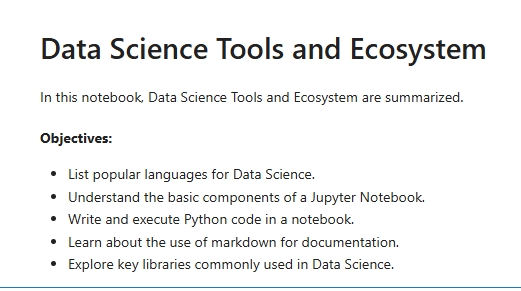 Data Science Tools and Ecosystem
In this notebook, Data Science Tools and Ecosystem are summarized.
Objectives:
• List popular languages for Data Science.
• Understand the basic components of a Jupyter Notebook.
• Write and execute Python code in a notebook.
• Learn about the use of markdown for documentation.
• Explore key libraries commonly used in Data Science.